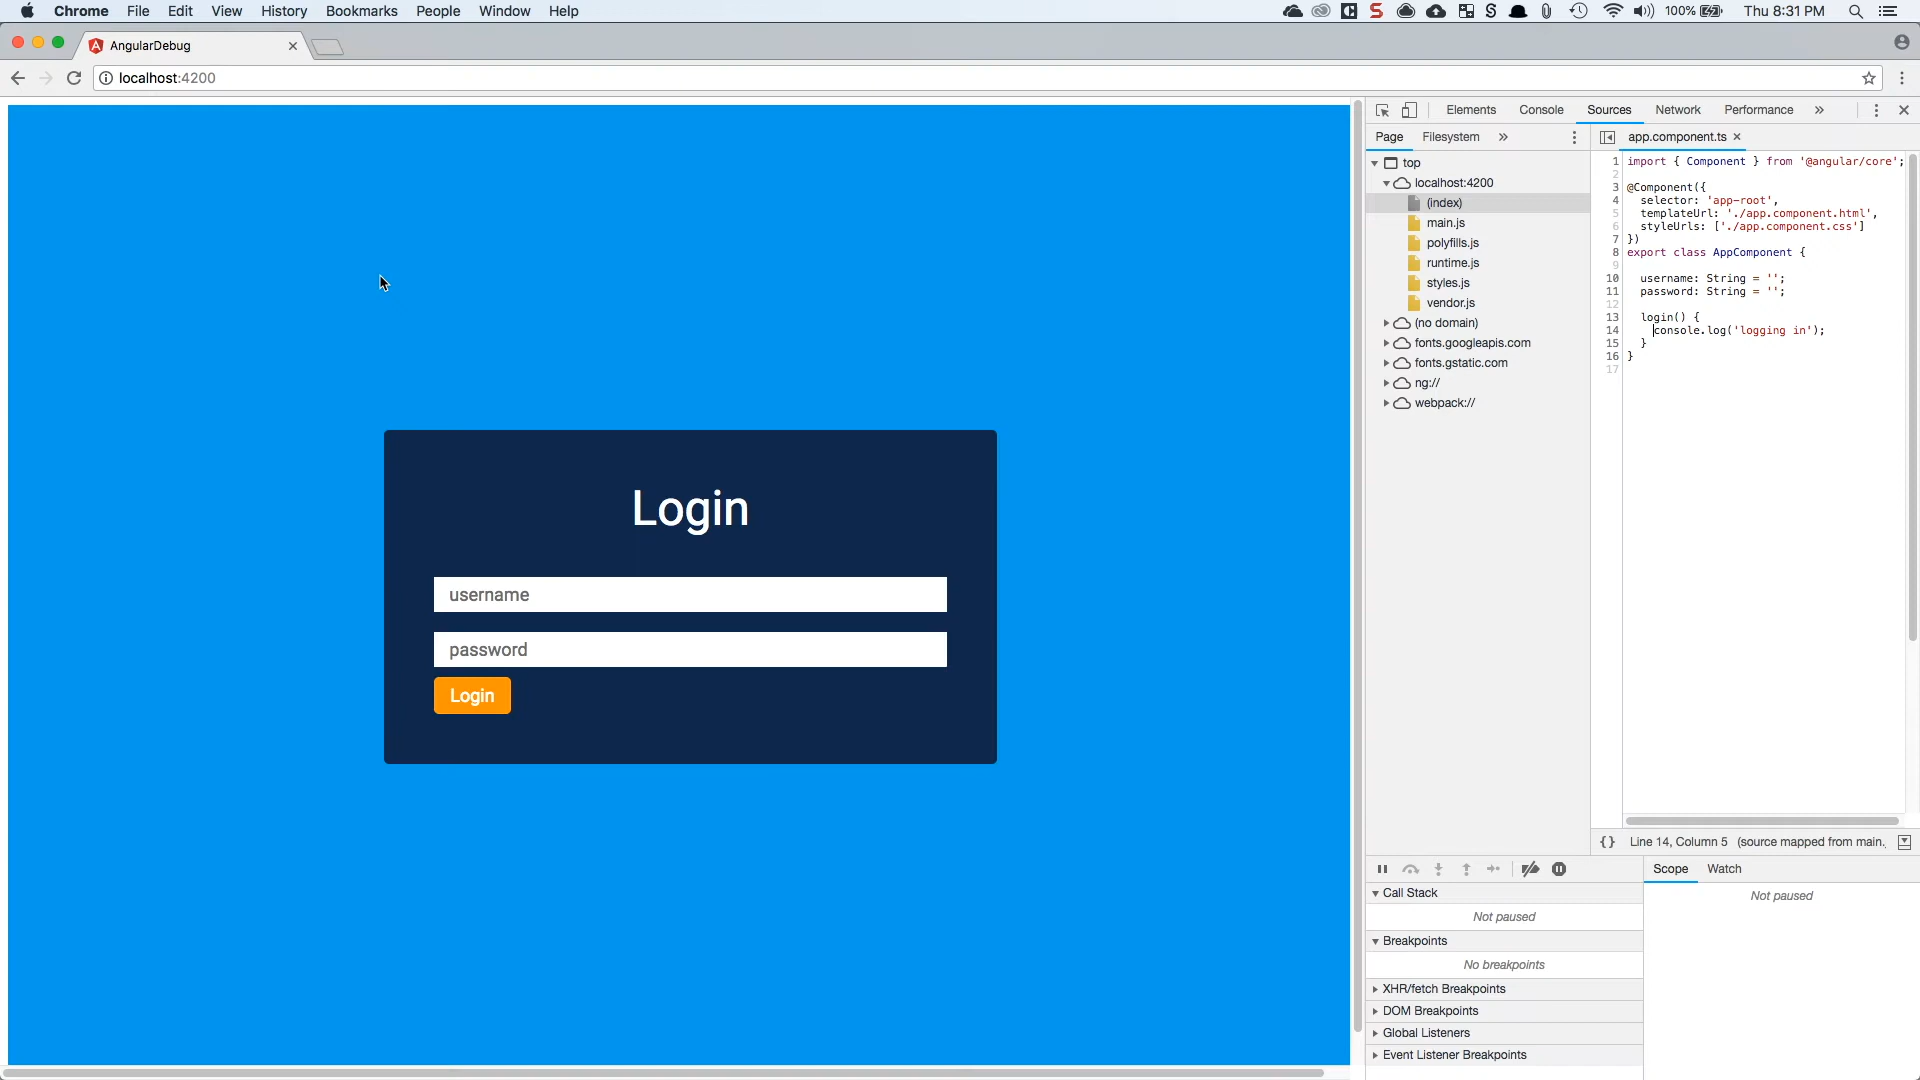 Chrome File Edit View History Bookmarks People Window Help 100% Thu 8:31 PM
AngularDebug
localhost:4200
Elements Console Sources Network Performance »
Page Filesystem » app.component.ts
top
localhost:4200
(index)
main.js
polyfills.js
runtime.js
styles.js
vendor.js
(no domain)
fonts.googleapis.com
fonts.gstatic.com
ng://
webpack://
1 import { Component } from '@angular/core';
2
3 @Component({
4 selector: 'app-root',
5 templateUrl: './app.component.html',
6 styleUrls: ['./app.component.css']
7 })
8 export class AppComponent {
9
10 username: String = '';
11 password: String = '';
12
13 login() {
14 console.log('logging in');
15 }
16 }
17
{} Line 14, Column 5 (source mapped from main.
Login
username
password
Login
Call Stack
Not paused
Breakpoints
No breakpoints
XHR/fetch Breakpoints
DOM Breakpoints
Global Listeners
Event Listener Breakpoints
Scope Watch
Not paused